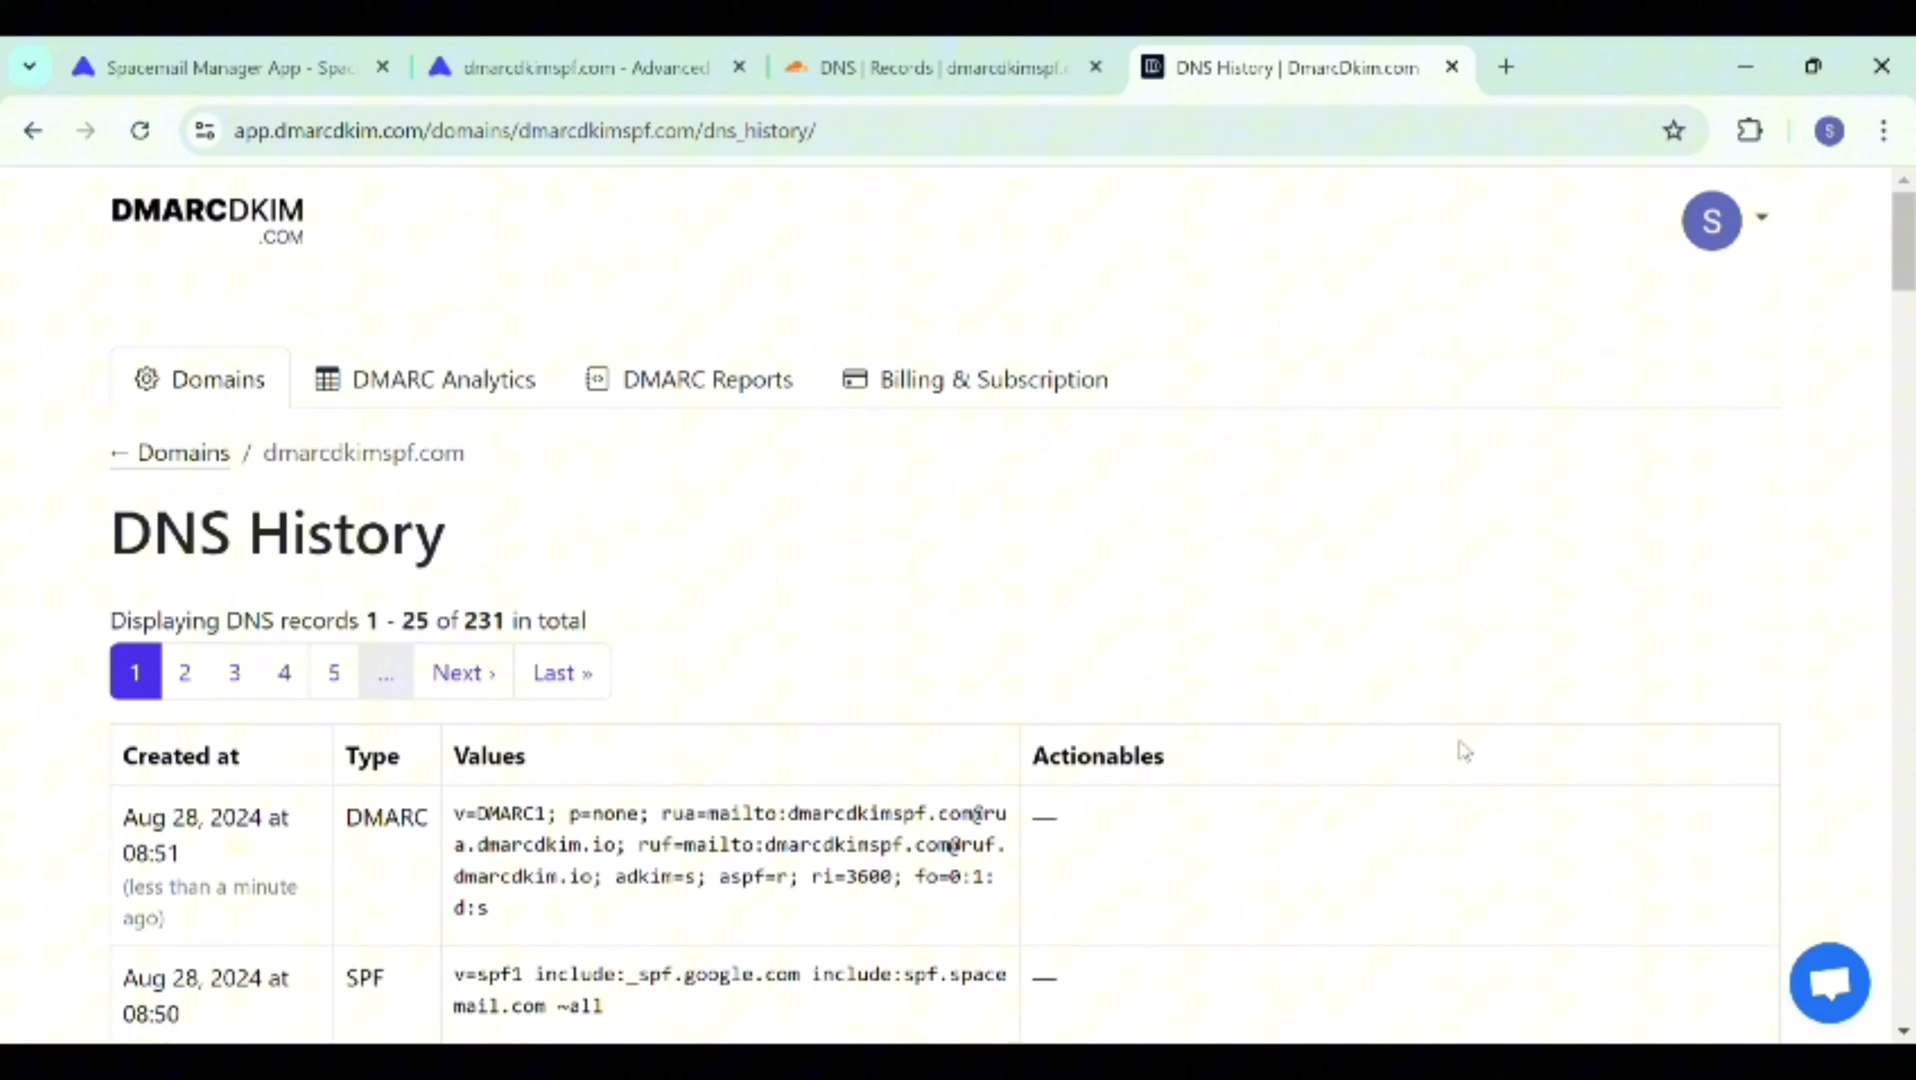 Spacemail Manager App - Spac
dmarcdkimspf.com - Advanced
DNS | Records | dmarcdkimspf.c
DNS History | DmarcDkim.com
app.dmarcdkim.com/domains/dmarcdkimspf.com/dns_history/
S
DMARCDKIM
.COM
S
Domains
DMARC Analytics
DMARC Reports
Billing & Subscription
← Domains / dmarcdkimspf.com
DNS History
Displaying DNS records 1 - 25 of 231 in total
1 2 3 4 5 ... Next › Last »
Created at Type Values Actionables
Aug 28, 2024 at DMARC v=DMARC1; p=none; rua=mailto:dmarcdkimspf.com@ru —
08:51 a.dmarcdkim.io; ruf=mailto:dmarcdkimspf.com@ruf.
(less than a minute dmarcdkim.io; adkim=s; aspf=r; ri=3600; fo=0:1:
ago) d:s
Aug 28, 2024 at SPF v=spf1 include:_spf.google.com include:spf.space —
08:50 mail.com ~all